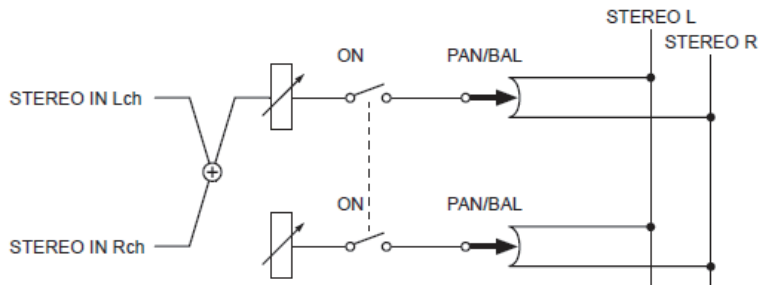 STEREO L
STEREO R
ON PAN/BAL
STEREO IN Lch
ON PAN/BAL
STEREO IN Rch